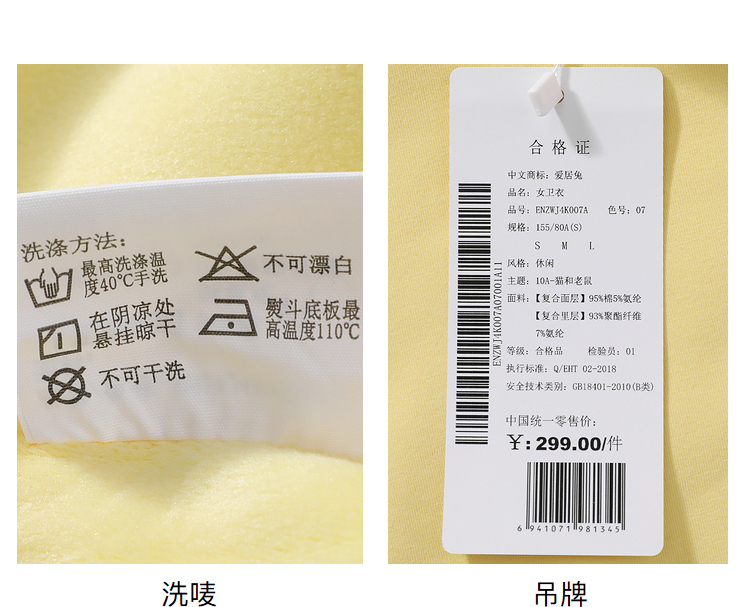 洗涤方法:
最高洗涤温
度40℃手洗
不可漂白
在阴凉处
悬挂晾干
熨斗底板最
高温度110℃
不可干洗
洗唛
合格证
中文商标: 爱居兔
品名: 女卫衣
品号: ENZWJ4K007A 色号: 07
规格: 155/80A(S)
S M L
风格: 休闲
主题: 10A-猫和老鼠
面料: 【复合面层】95%棉5%氨纶
【复合里层】93%聚酯纤维
7%氨纶
等级: 合格品 检验员: 01
执行标准: Q/EHT 02-2018
安全技术类别: GB18401-2010(B类)
中国统一零售价:
¥: 299.00/件
6 941071 981345
ENZWJ4K007A07001A11
吊牌